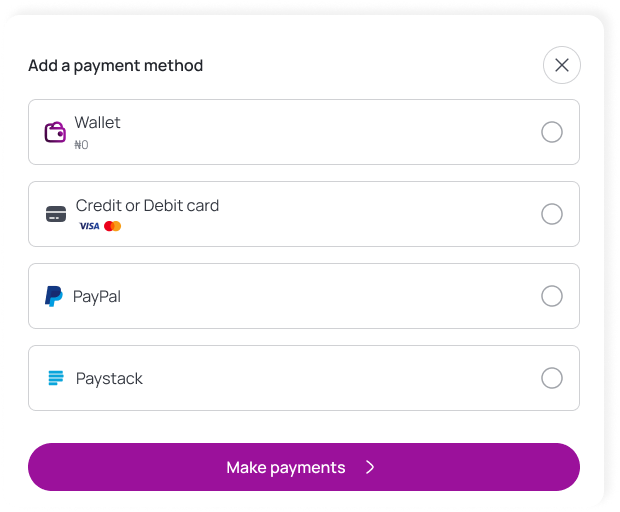 Add a payment method
Wallet
₦0
Credit or Debit card
VISA
PayPal
Paystack
Make payments